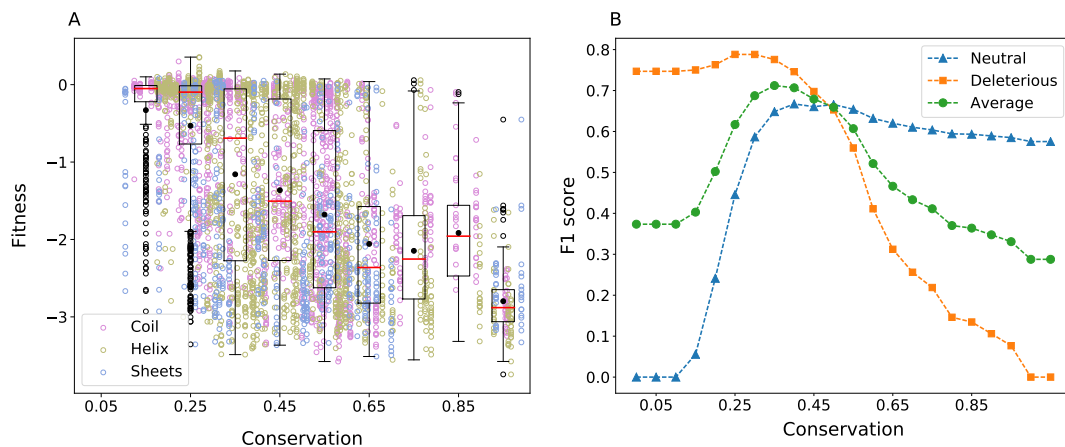 A
Fitness
0
−1
−2
−3
Coil
Helix
Sheets
0.05 0.25 0.45 0.65 0.85
Conservation
B
F1 score
0.8
0.7
0.6
0.5
0.4
0.3
0.2
0.1
0.0
Neutral
Deleterious
Average
0.05 0.25 0.45 0.65 0.85
Conservation